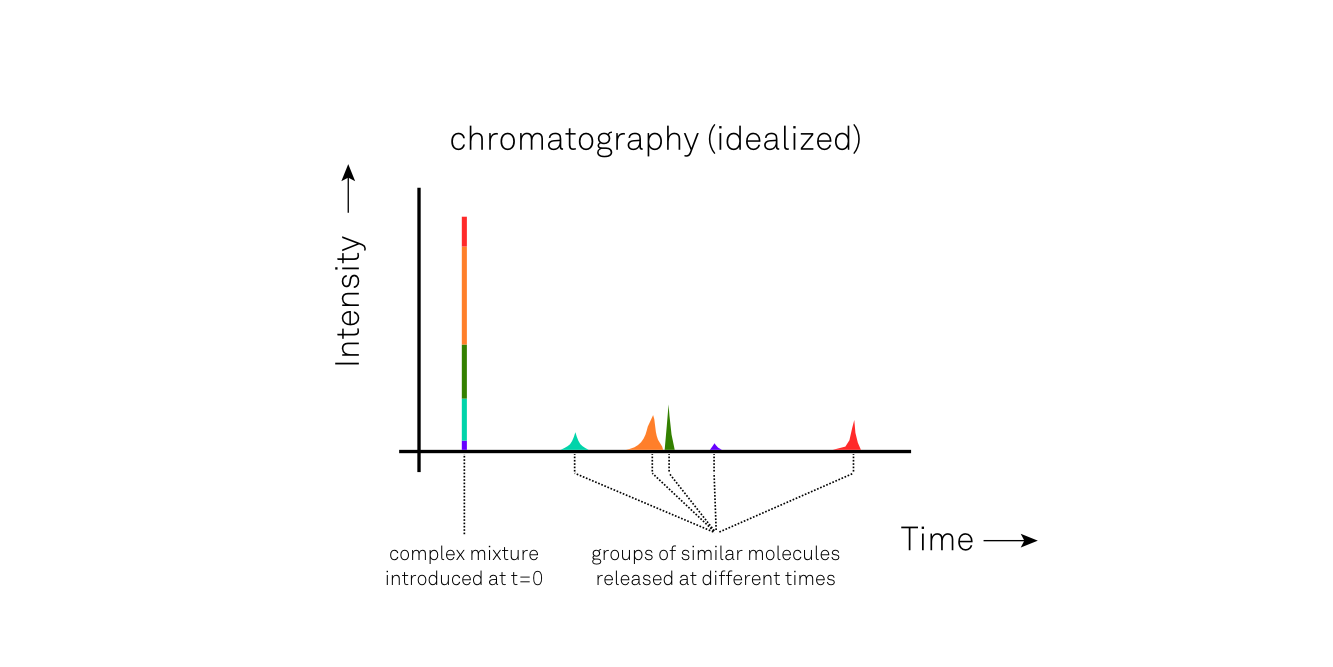 chromatography (idealized)
Intensity
Time
complex mixture
introduced at t=0
groups of similar molecules
released at different times